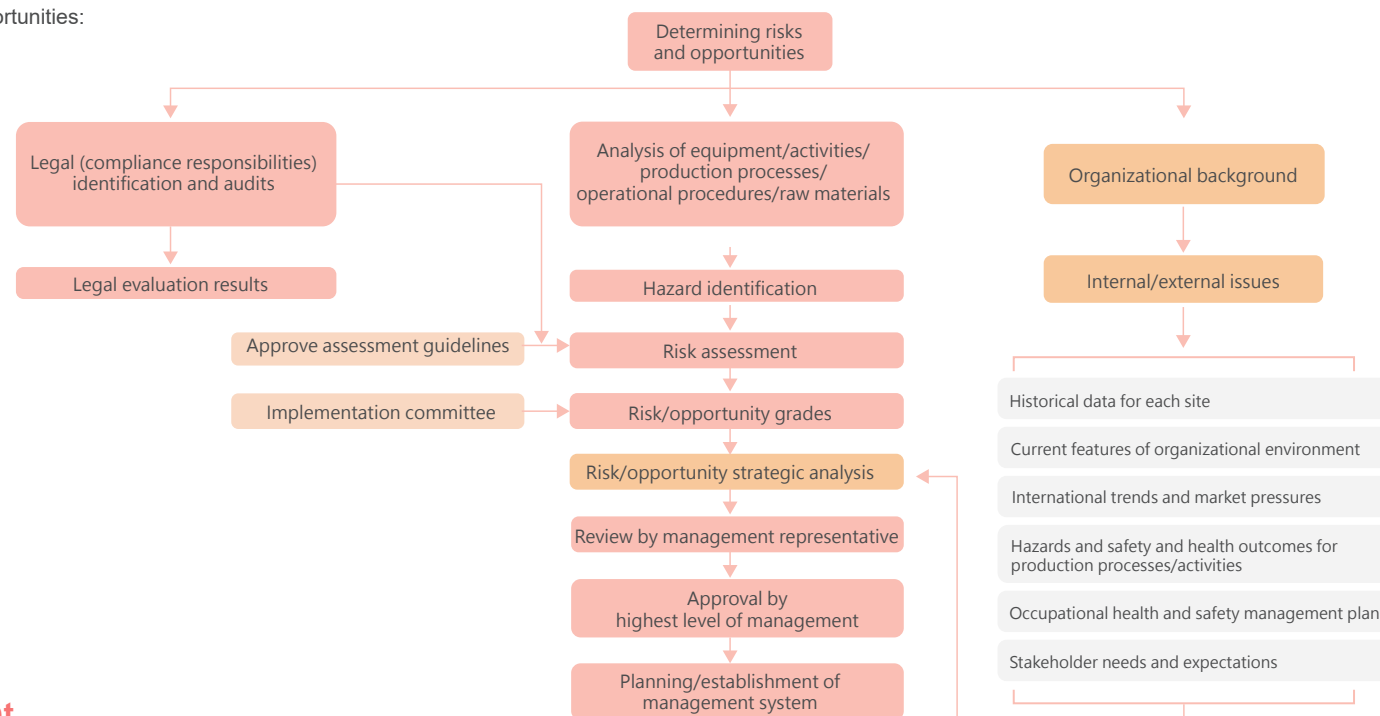 Determining risks
and opportunities
Legal (compliance responsibilities)
identification and audits
Legal evaluation results
Analysis of equipment/activities/
production processes/
operational procedures/raw materials
Hazard identification
Approve assessment guidelines
Risk assessment
Implementation committee
Risk/opportunity grades
Risk/opportunity strategic analysis
Review by management representative
Approval by
highest level of management
Planning/establishment of
management system
Organizational background
Internal/external issues
Historical data for each site
Current features of organizational environment
International trends and market pressures
Hazards and safety and health outcomes for
production processes/activities
Occupational health and safety management plan
Stakeholder needs and expectations